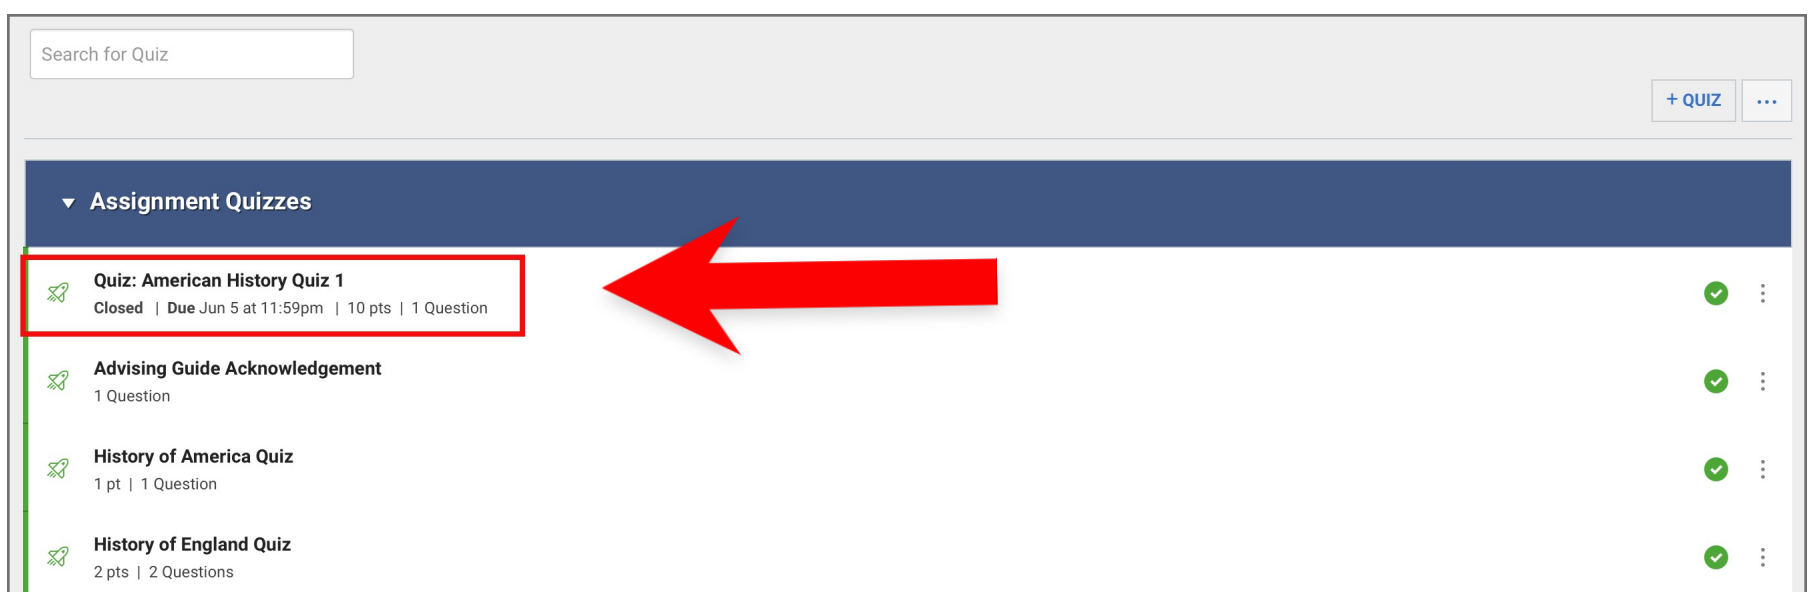 Search for Quiz
+ QUIZ
Assignment Quizzes
Quiz: American History Quiz 1
Closed | Due Jun 5 at 11:59pm | 10 pts | 1 Question
Advising Guide Acknowledgement
1 Question
History of America Quiz
1 pt | 1 Question
History of England Quiz
2 pts | 2 Questions